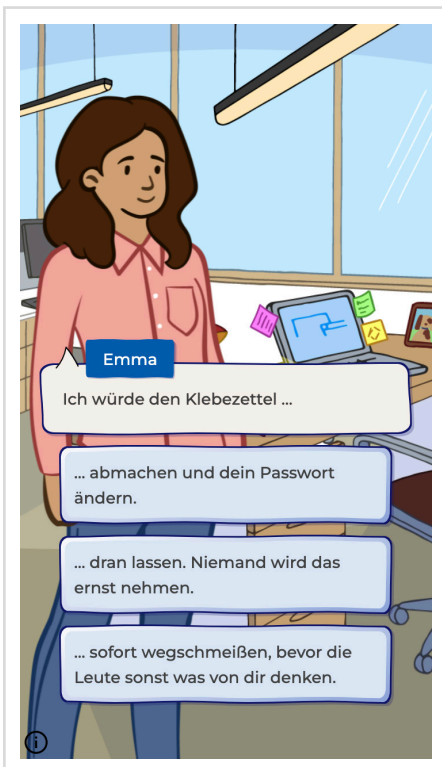 Emma
Ich würde den Klebezettel ...
... abmachen und dein Passwort
ändern.
... dran lassen. Niemand wird das
ernst nehmen.
... sofort wegschmeißen, bevor die
Leute sonst was von dir denken.